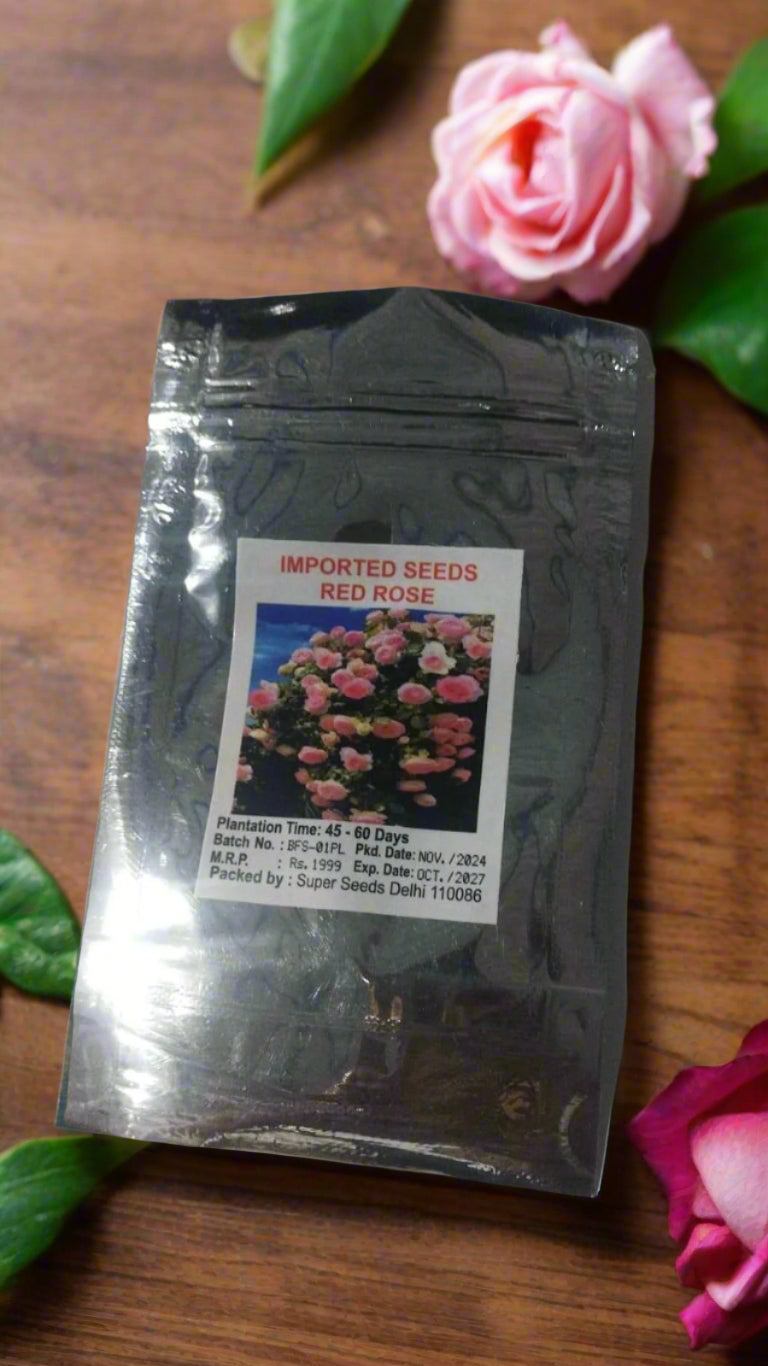 IMPORTED SEEDS
RED ROSE
Plantation Time: 45 - 60 Days
Batch No. : BFS-01PL Pkd. Date: NOV. /2024
M.R.P. : Rs. 1999 Exp. Date: OCT. /2027
Packed by : Super Seeds Delhi 110086